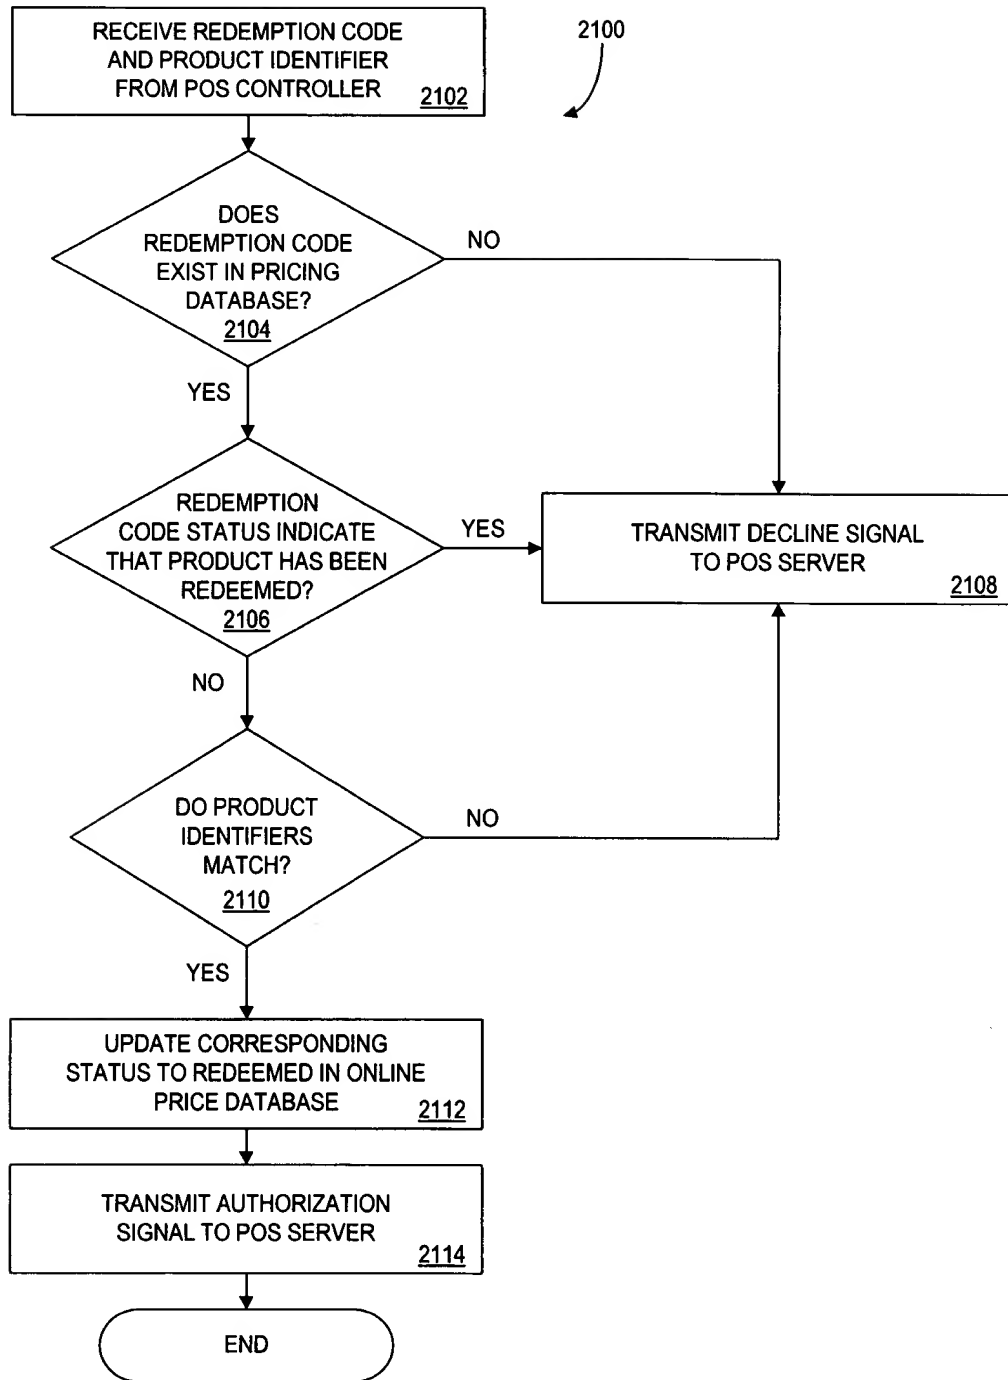 RECEIVE REDEMPTION CODE
AND PRODUCT IDENTIFIER
FROM POS CONTROLLER
2102
2100
DOES
REDEMPTION CODE
EXIST IN PRICING
DATABASE?
2104
NO
YES
REDEMPTION
CODE STATUS INDICATE
THAT PRODUCT HAS BEEN
REDEEMED?
2106
YES
TRANSMIT DECLINE SIGNAL
TO POS SERVER
2108
NO
DO PRODUCT
IDENTIFIERS
MATCH?
2110
NO
YES
UPDATE CORRESPONDING
STATUS TO REDEEMED IN ONLINE
PRICE DATABASE
2112
TRANSMIT AUTHORIZATION
SIGNAL TO POS SERVER
2114
END